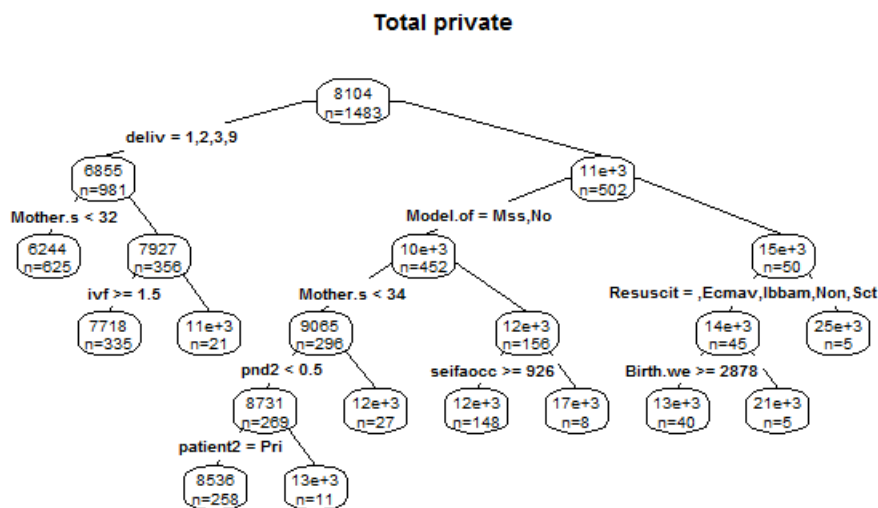 Total private
8104
n=1483
deliv = 1,2,3,9
6855
n=981
11e+3
n=502
Mother.s < 32
Model.of = Mss,No
6244
n=625
7927
n=356
10e+3
n=452
15e+3
n=50
ivf >= 1.5
Mother.s < 34
Resuscit = ,Ecmav,Ibbam,Non,Sct
7718
n=335
11e+3
n=21
9065
n=296
12e+3
n=156
14e+3
n=45
25e+3
n=5
pnd2 < 0.5
seifaocc >= 926
Birth.we >= 2878
8731
n=269
12e+3
n=27
12e+3
n=148
17e+3
n=8
13e+3
n=40
21e+3
n=5
patient2 = Pri
8536
n=258
13e+3
n=11